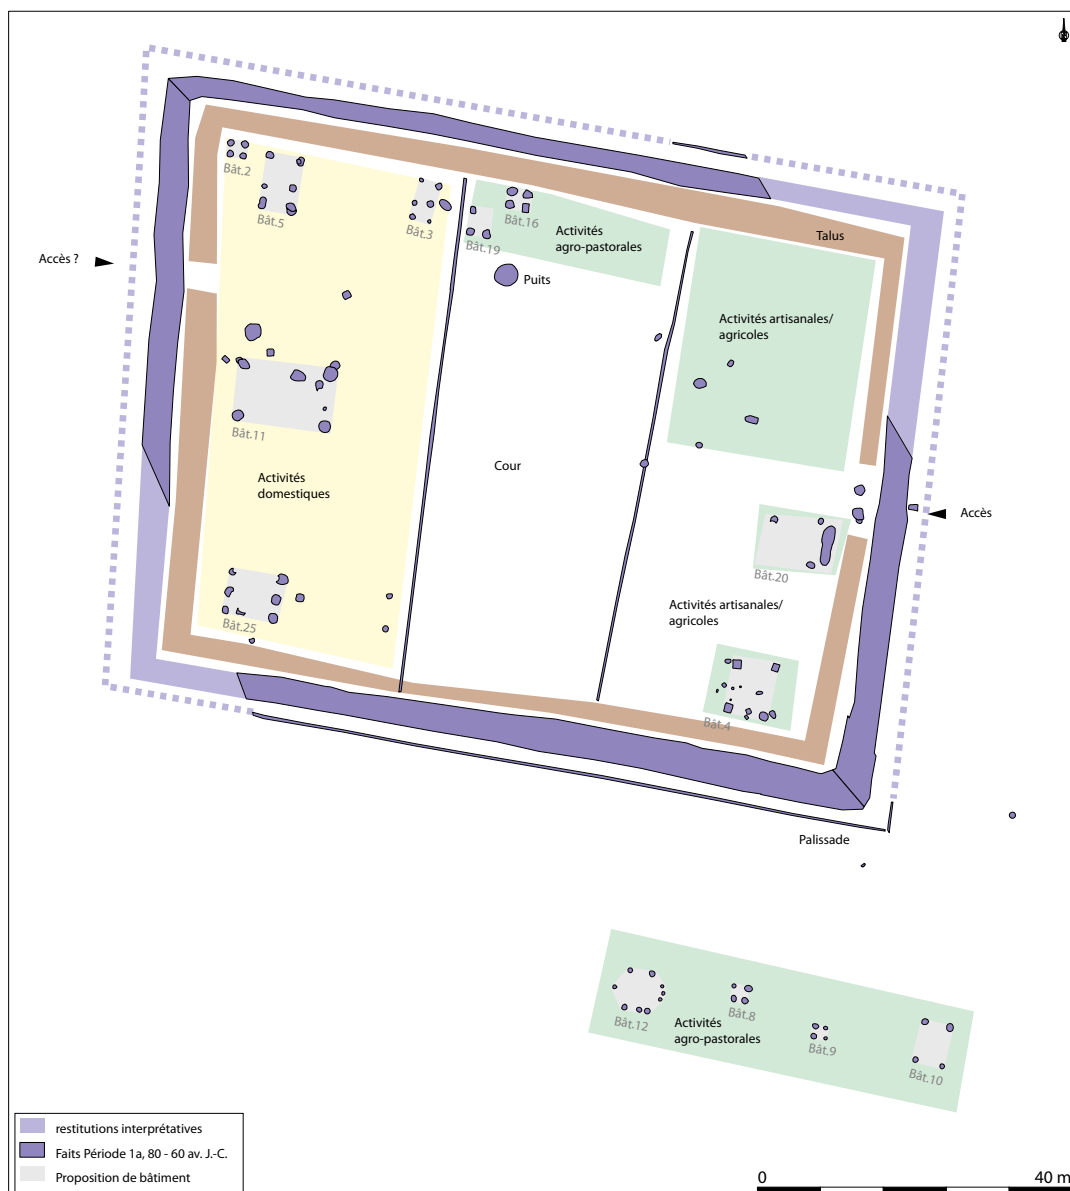 Bât.2
Bât.5
Bât.3
Bât.16
Bât.19
Activités
agro-pastorales
Talus
Accès ?
Puits
Activités artisanales/
agricoles
Bât.11
Cour
Activités
domestiques
Accès
Bât.20
Bât.25
Activités artisanales/
agricoles
Bât.4
Palissade
Bât.12
Activités
agro-pastorales
Bât.8
Bât.9
Bât.10
restitutions interprétatives
Faits Période 1a, 80 - 60 av. J.-C.
Proposition de bâtiment
0 40 m